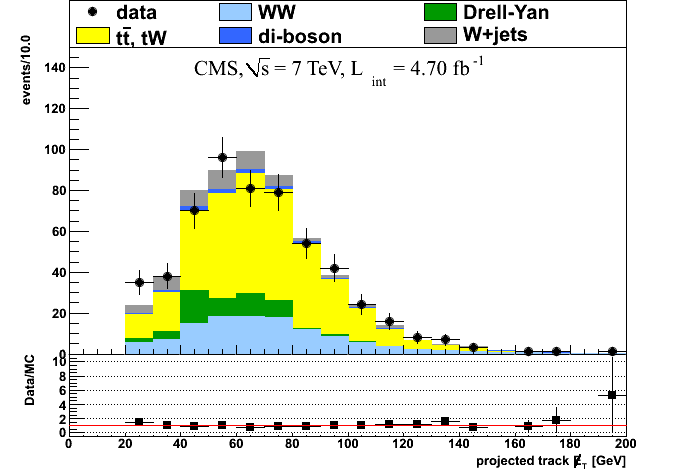 data WW Drell-Yan
tt̄, tW di-boson W+jets
events/10.0
CMS, √s = 7 TeV, L int = 4.70 fb-1
140
120
100
80
60
40
20
0
Data/MC
10
8
6
4
2
0
0 20 40 60 80 100 120 140 160 180 200
projected track E̸T [GeV]